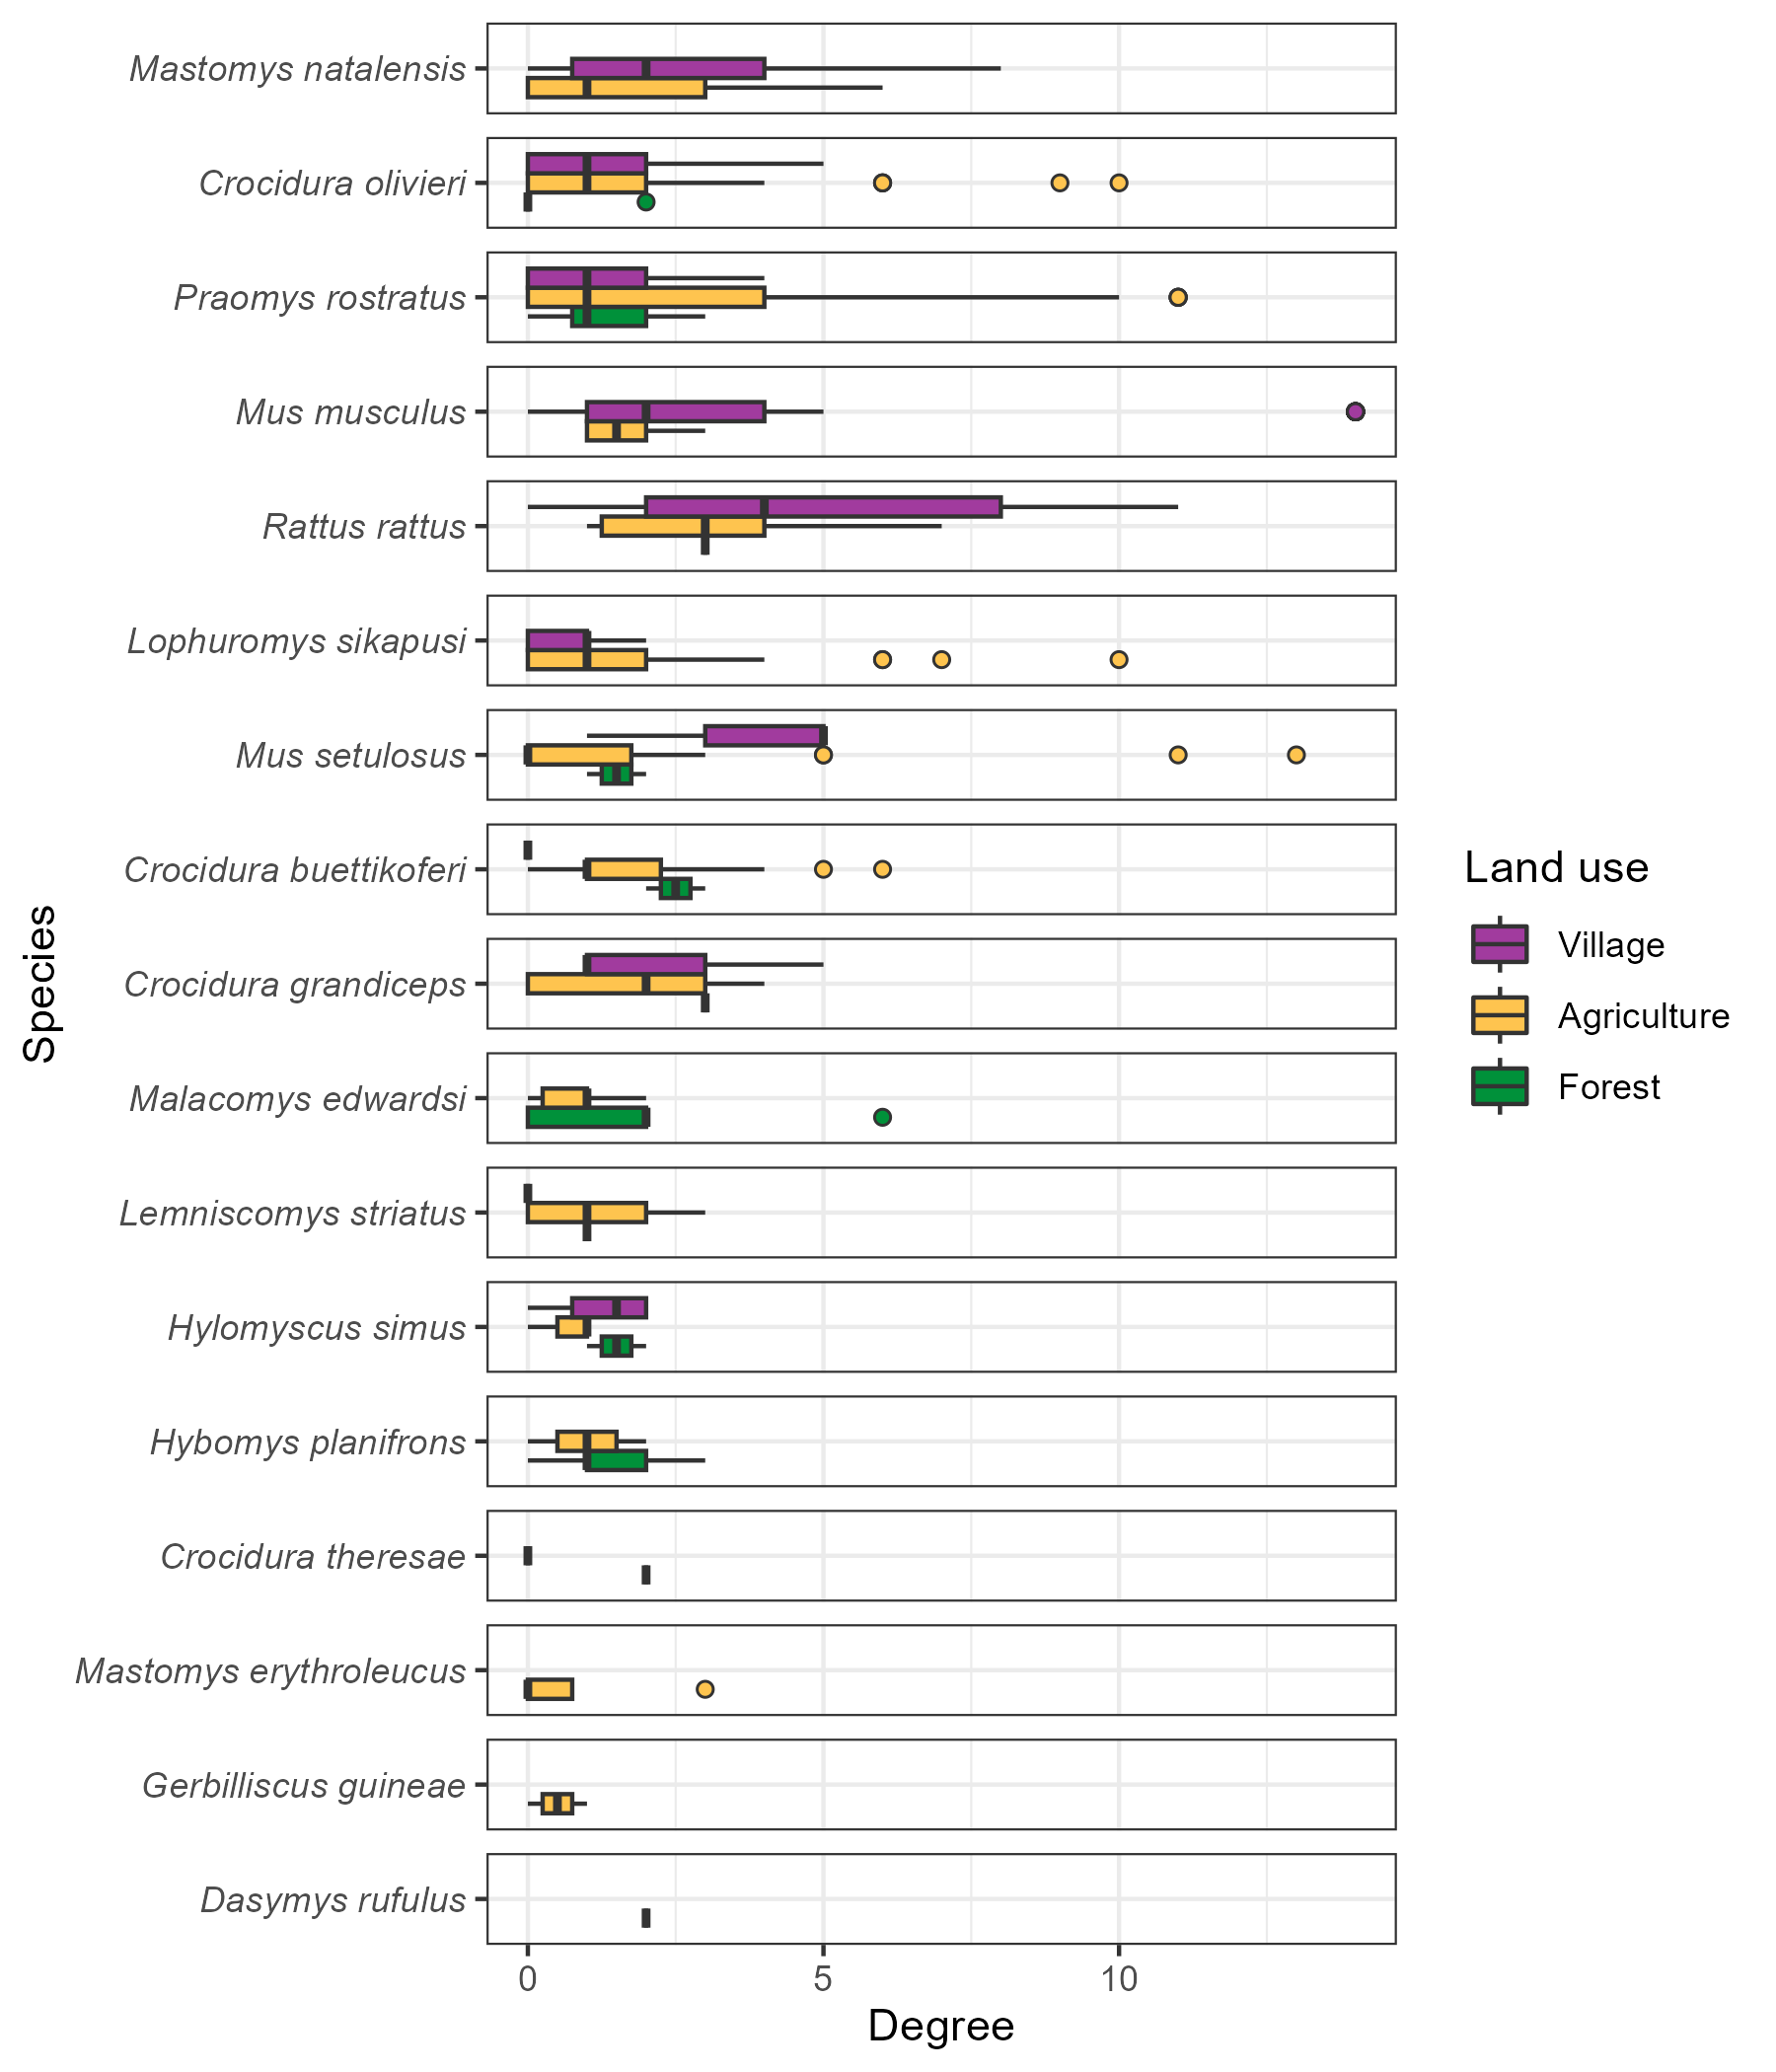 Mastomys natalensis
Crocidura olivieri
Praomys rostratus
Mus musculus
Rattus rattus
Lophuromys sikapusi
Mus setulosus
Crocidura buettikoferi
Crocidura grandiceps
Malacomys edwardsi
Lemniscomys striatus
Hylomyscus simus
Hybomys planifrons
Crocidura theresae
Mastomys erythroleucus
Gerbilliscus guineae
Dasymys rufulus
Species
0 5 10
Degree
Land use
Village
Agriculture
Forest